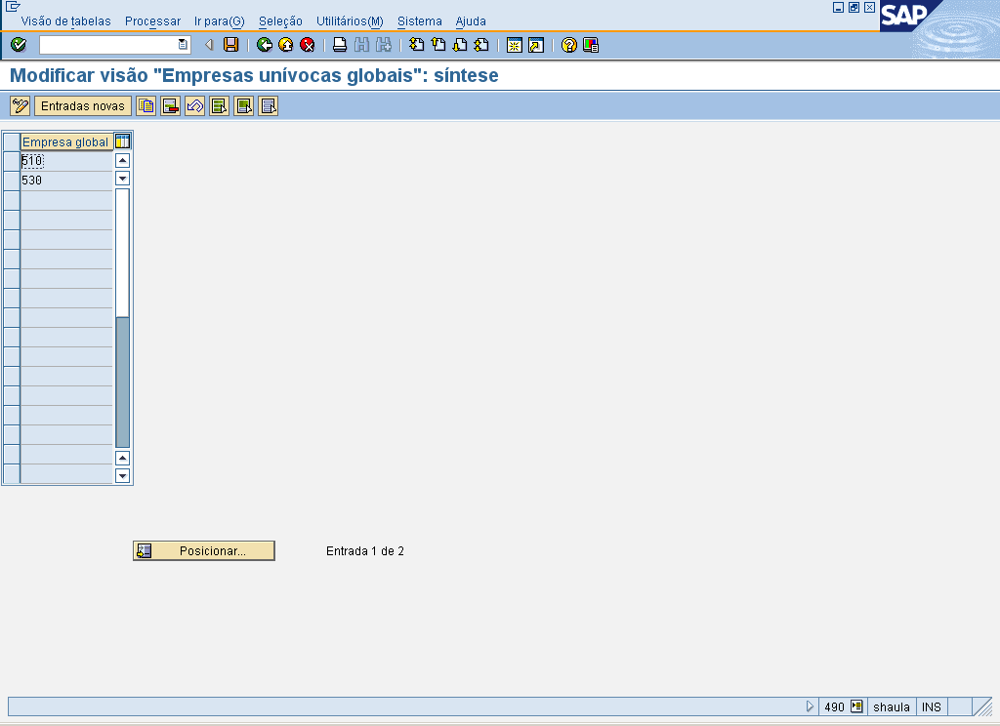 Visão de tabelas Processar Ir para(G) Seleção Utilitários(M) Sistema Ajuda
SAP
Modificar visão "Empresas unívocas globais": síntese
Entradas novas
Empresa global
510
530
Posicionar... Entrada 1 de 2
490 shaula INS